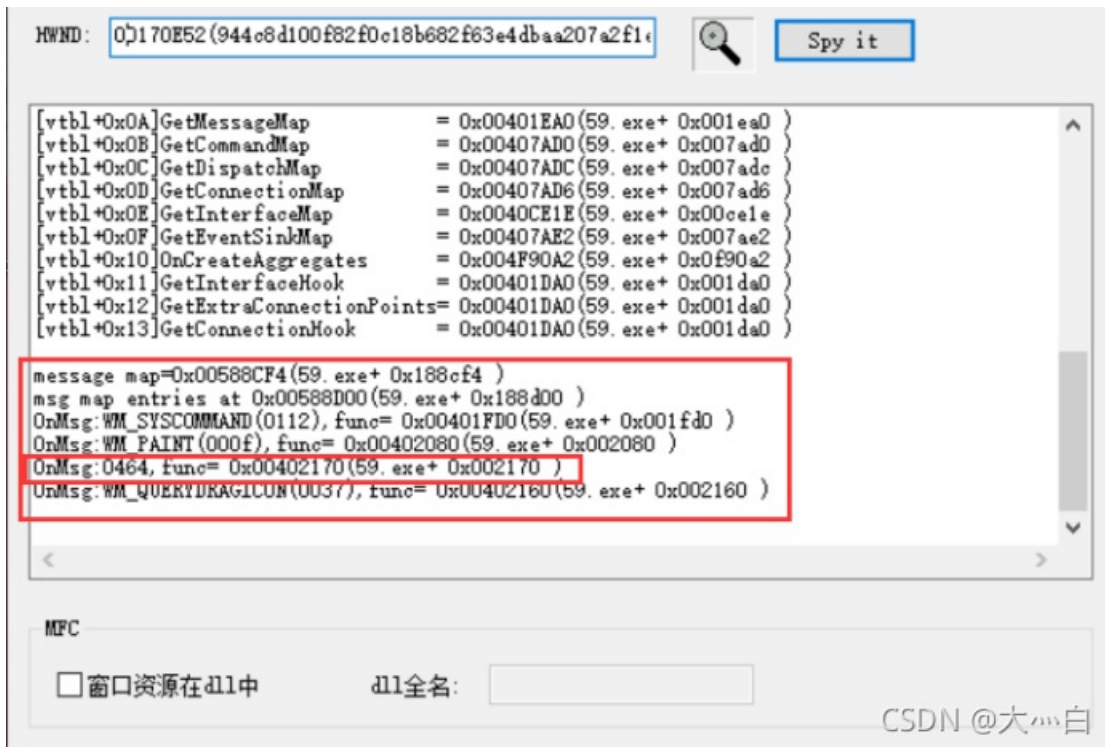 HWND:
Spy it
[vtbl+0x0A]GetMessageMap = 0x00401EA0(59.exe+ 0x001ea0 )
[vtbl+0x0B]GetCommandMap = 0x00407AD0(59.exe+ 0x007ad0 )
[vtbl+0x0C]GetDispatchMap = 0x00407ADC(59.exe+ 0x007adc )
[vtbl+0x0D]GetConnectionMap = 0x00407AD6(59.exe+ 0x007ad6 )
[vtbl+0x0E]GetInterfaceMap = 0x0040CE1E(59.exe+ 0x00ce1e )
[vtbl+0x0F]GetEventSinkMap = 0x00407AE2(59.exe+ 0x007ae2 )
[vtbl+0x10]OnCreateAggregates = 0x004F90A2(59.exe+ 0x0f90a2 )
[vtbl+0x11]GetInterfaceHook = 0x00401DA0(59.exe+ 0x001da0 )
[vtbl+0x12]GetExtraConnectionPoints= 0x00401DA0(59.exe+ 0x001da0 )
[vtbl+0x13]GetConnectionHook = 0x00401DA0(59.exe+ 0x001da0 )
message map=0x00588CF4(59.exe+ 0x188cf4 )
msg map entries at 0x00588D00(59.exe+ 0x188d00 )
OnMsg:WM_SYSCOMMAND(0112),func= 0x00401FD0(59.exe+ 0x001fd0 )
OnMsg:WM_PAINT(000f),func= 0x00402080(59.exe+ 0x002080 )
OnMsg:0464,func= 0x00402170(59.exe+ 0x002170 )
OnMsg:WM_QUERYDRAGICON(0037),func= 0x00402160(59.exe+ 0x002160 )
MFC
窗口资源在dll中 dll全名:
CSDN @大灬白